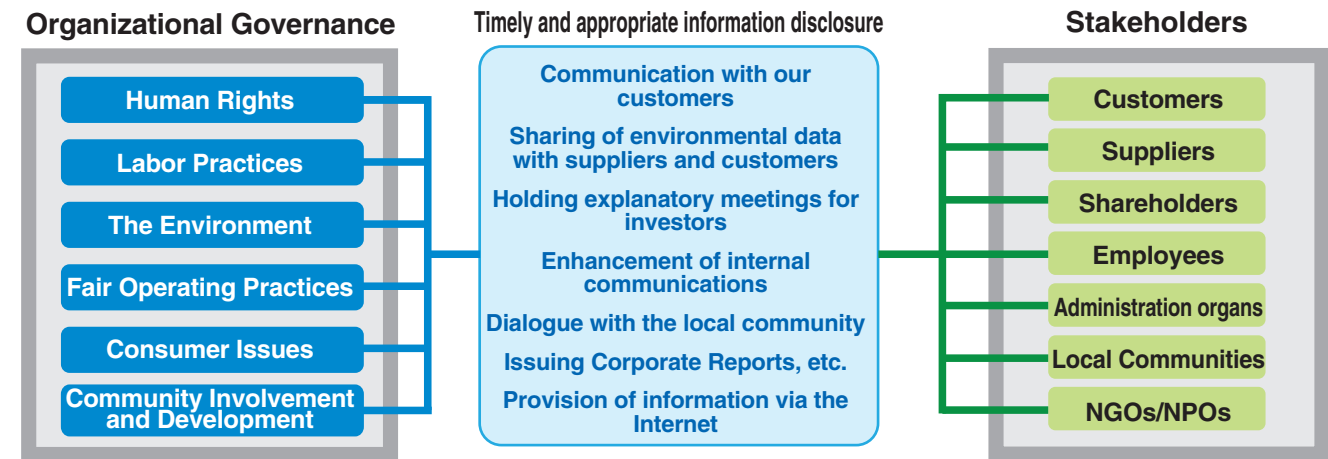 Organizational Governance
Human Rights
Labor Practices
The Environment
Fair Operating Practices
Consumer Issues
Community Involvement
and Development
Timely and appropriate information disclosure
Communication with our
customers
Sharing of environmental data
with suppliers and customers
Holding explanatory meetings for
investors
Enhancement of internal
communications
Dialogue with the local community
Issuing Corporate Reports, etc.
Provision of information via the
Internet
Stakeholders
Customers
Suppliers
Shareholders
Employees
Administration organs
Local Communities
NGOs/NPOs